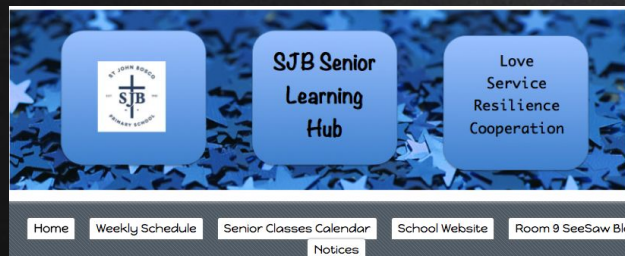 ST JOHN BOSCO
SJB
PRIMARY SCHOOL
SJB Senior
Learning
Hub
Love
Service
Resilience
Cooperation
Home
Weekly Schedule
Senior Classes Calendar
School Website
Room 9 SeeSaw
Notices